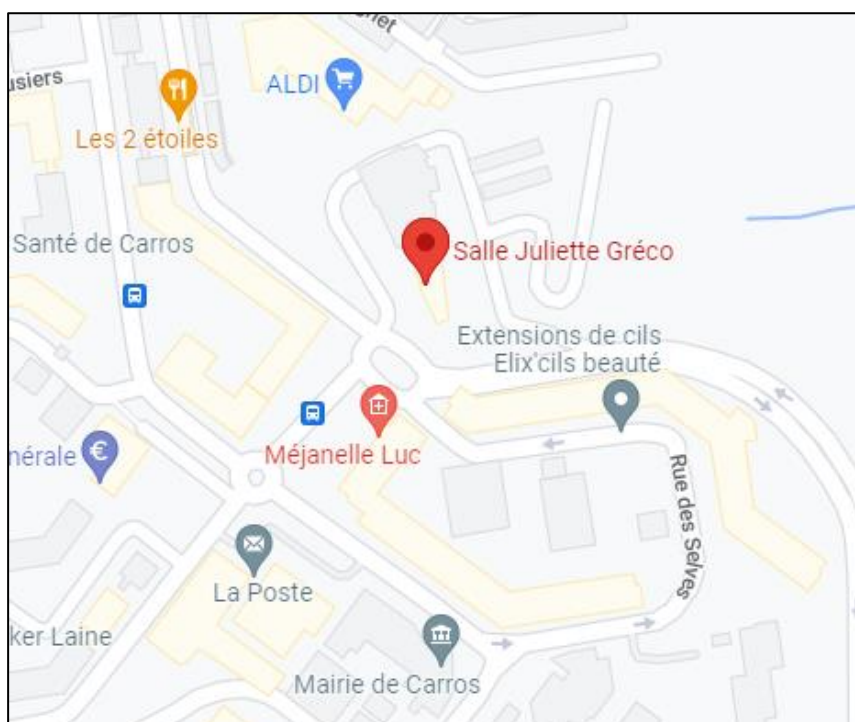 ALDI
Les 2 étoiles
Santé de Carros
Salle Juliette Gréco
Extensions de cils
Elix'cils beauté
Méjanelle Luc
€
Rue des Selves
La Poste
Mairie de Carros